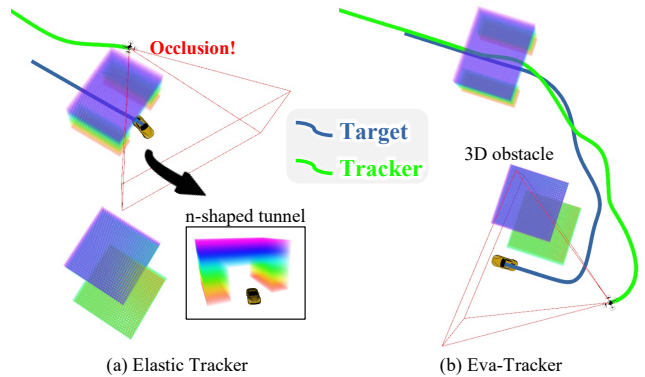 Occlusion!
Target
Tracker
3D obstacle
n-shaped tunnel
(a) Elastic Tracker
(b) Eva-Tracker